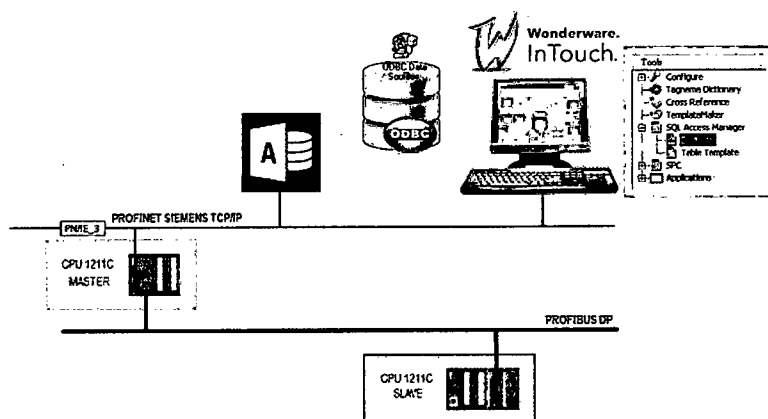 Wonderware.
InTouch.
ODBC Data
Sources
ODBC
Tools
Configure
Tagname Dictionary
Cross Reference
TemplateMaker
SQL Access Manager
Table Template
SPC
Applications
A
PROFINET SIEMENS TCP/IP
PN/IE_3
CPU 1211C
MASTER
PROFIBUS DP
CPU 1211C
SLAVE